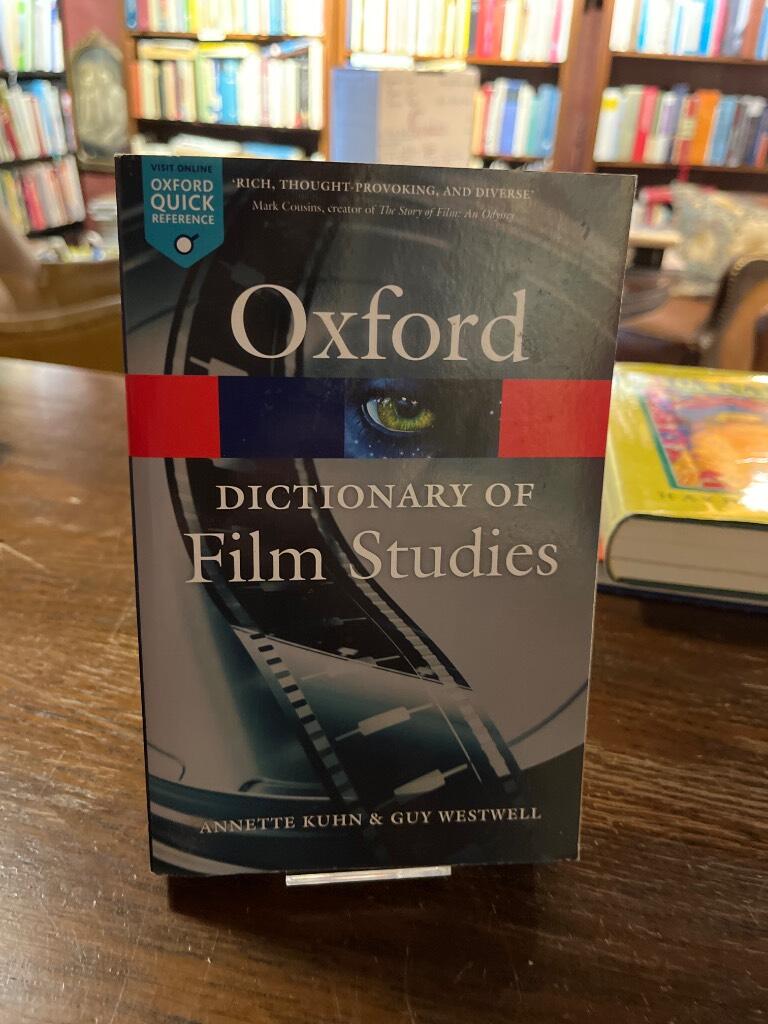 VISIT ONLINE
OXFORD
QUICK
REFERENCE
'RICH, THOUGHT-PROVOKING, AND DIVERSE'
Mark Cousins, creator of The Story of Film: An Odyssey
Oxford
DICTIONARY OF
Film Studies
ANNETTE KUHN & GUY WESTWELL